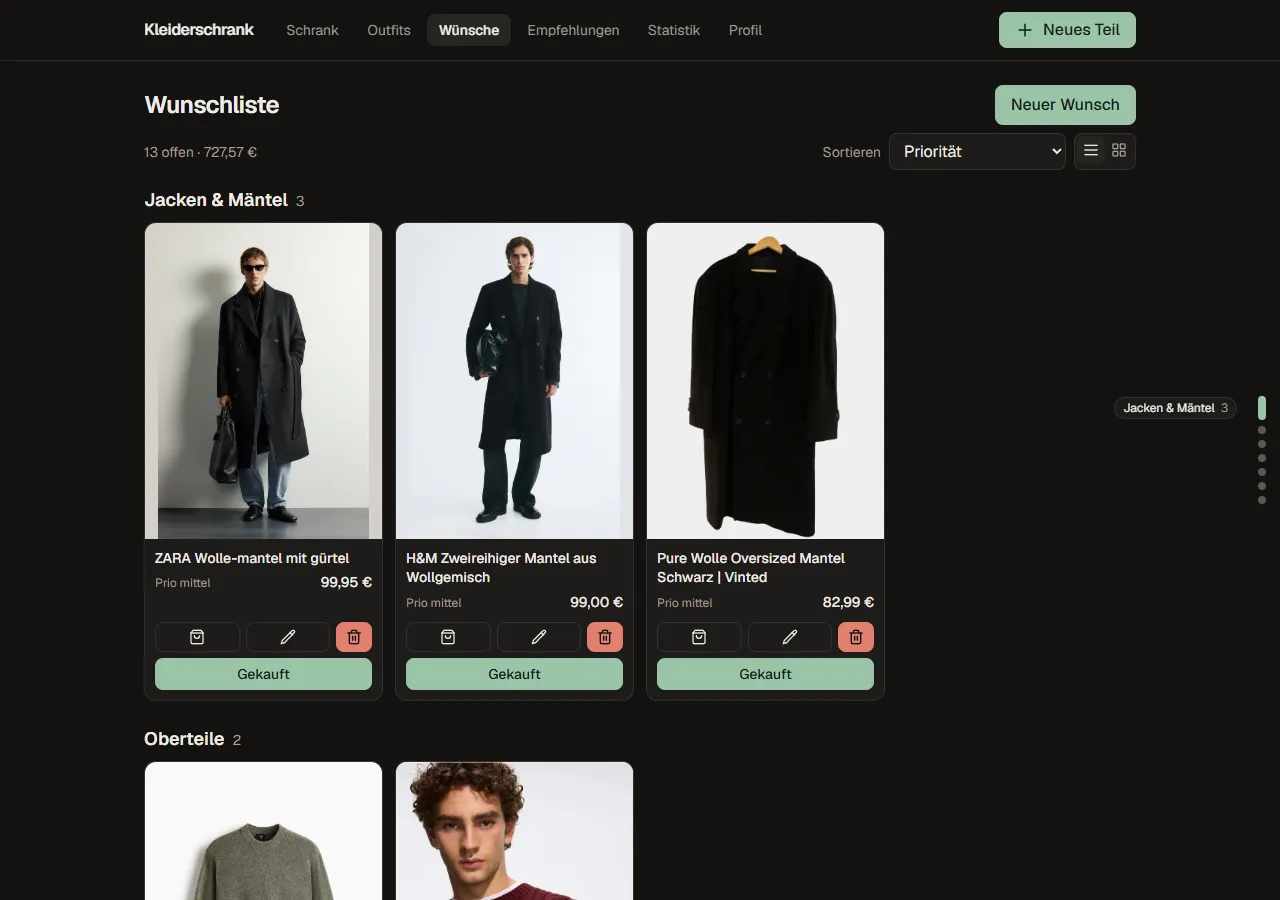 Kleiderschrank Schrank Outfits Wünsche Empfehlungen Statistik Profil Neues Teil
Wunschliste
Neuer Wunsch
13 offen · 727,57 €
Sortieren Priorität
Jacken & Mäntel 3
ZARA Wolle-mantel mit gürtel
Prio mittel 99,95 €
Gekauft
H&M Zweireihiger Mantel aus
Wollgemisch
Prio mittel 99,00 €
Gekauft
Pure Wolle Oversized Mantel
Schwarz | Vinted
Prio mittel 82,99 €
Gekauft
Jacken & Mäntel 3
Oberteile 2